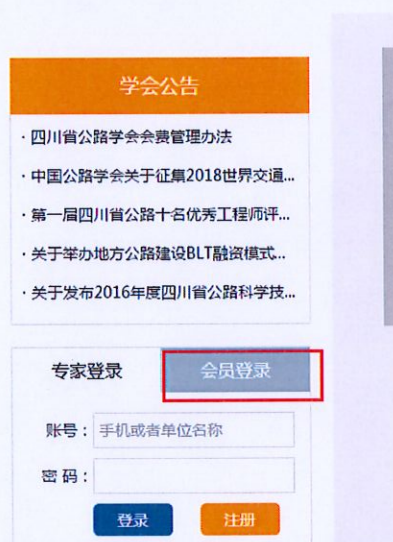 学会公告
· 四川省公路学会会费管理办法
· 中国公路学会关于征集2018世界交通...
· 第一届四川省公路十名优秀工程师评...
· 关于举办地方公路建设BLT融资模式...
· 关于发布2016年度四川省公路科学技...
专家登录 会员登录
账号： 手机或者单位名称
密码：
登录 注册